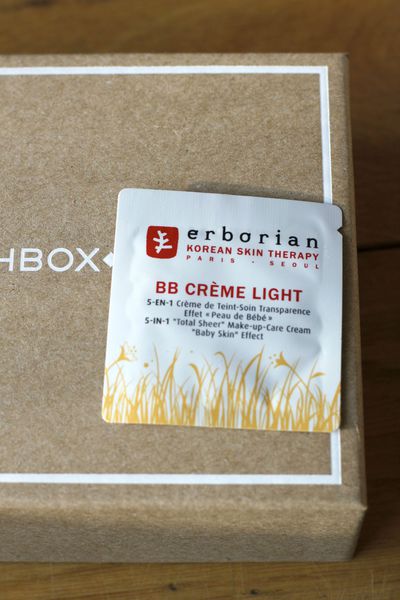 HBOX
erborian
KOREAN SKIN THERAPY
PARIS • SEOUL
BB CRÈME LIGHT
5-EN-1 Crème de Teint-Soin Transparence
Effet « Peau de Bébé »
5-IN-1 "Total Sheer" Make-up-Care Cream
"Baby Skin" Effect